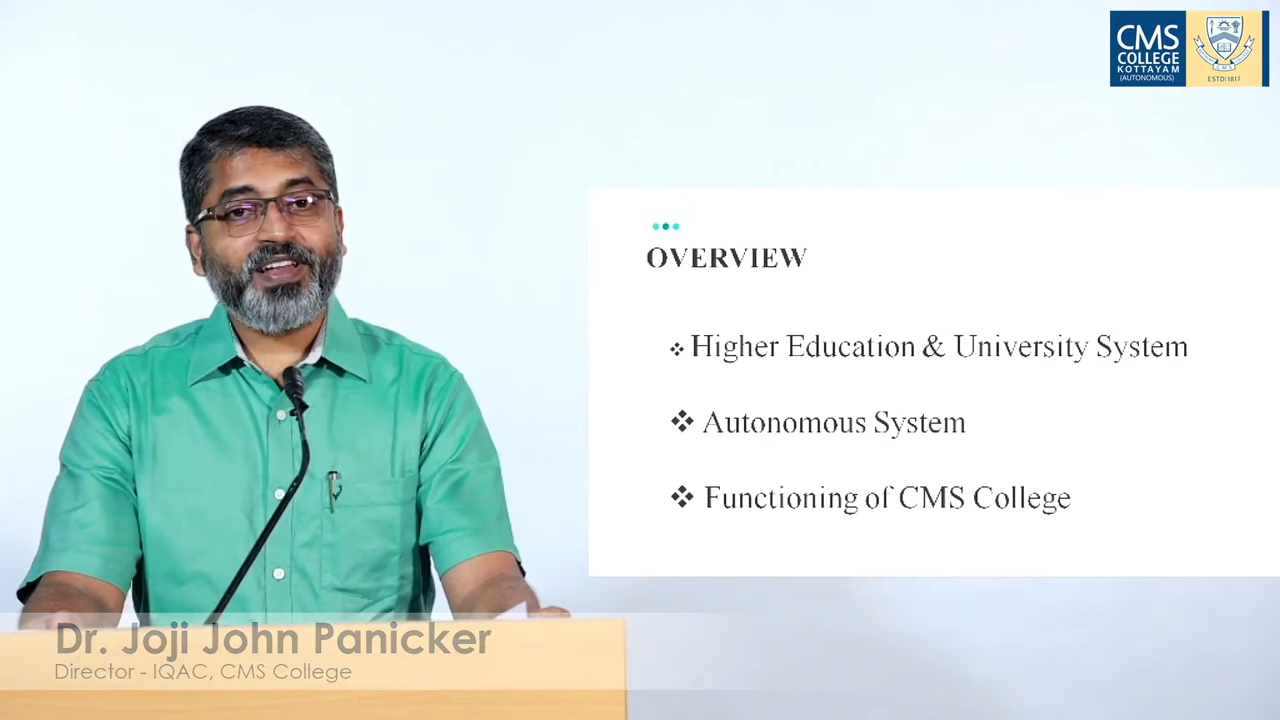 CMS
COLLEGE
KOTTAYAM
(AUTONOMOUS)
CMS
ESTD:1817
OVERVIEW
❖ Higher Education & University System
❖ Autonomous System
❖ Functioning of CMS College
Dr. Joji John Panicker
Director - IQAC, CMS College